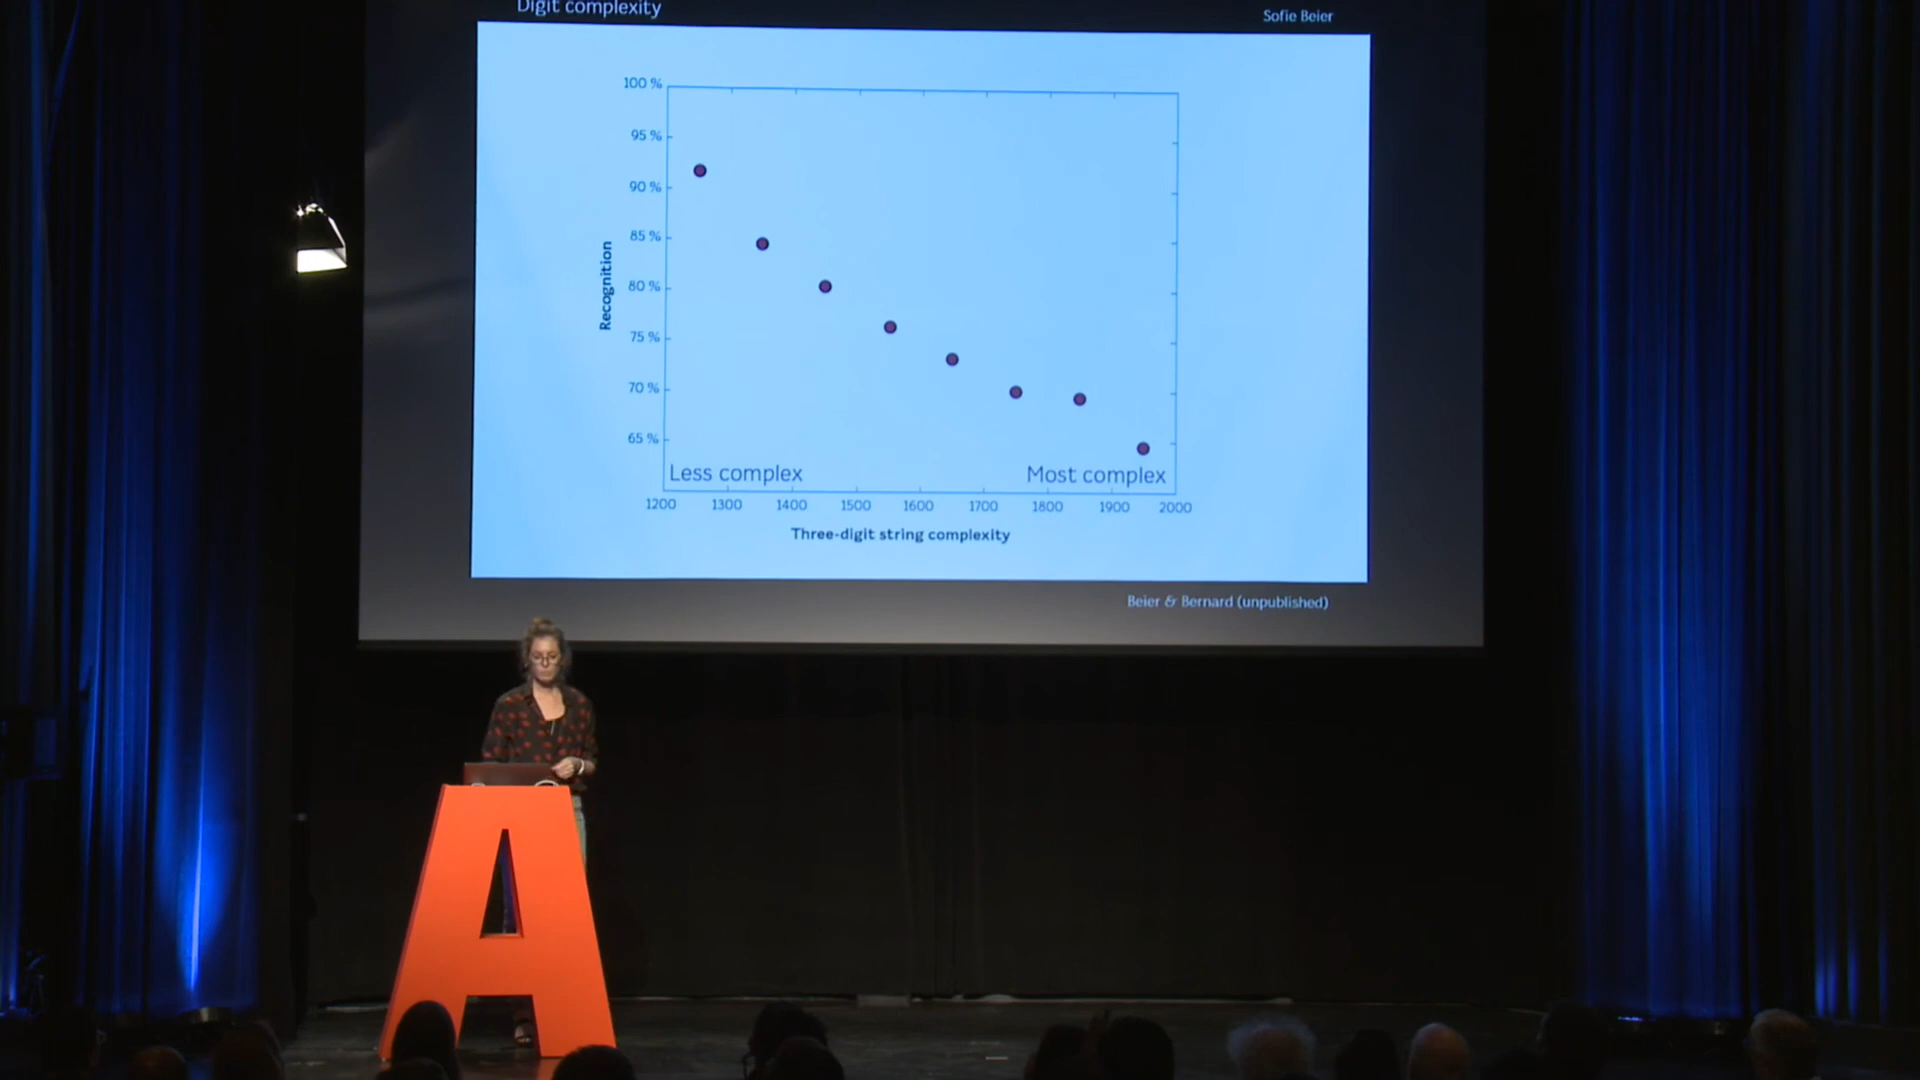 Digit complexity
Sofie Beier
100 %
95 %
90 %
85 %
80 %
75 %
70 %
65 %
Recognition
Less complex
Most complex
1200 1300 1400 1500 1600 1700 1800 1900 2000
Three-digit string complexity
Beier & Bernard (unpublished)
A